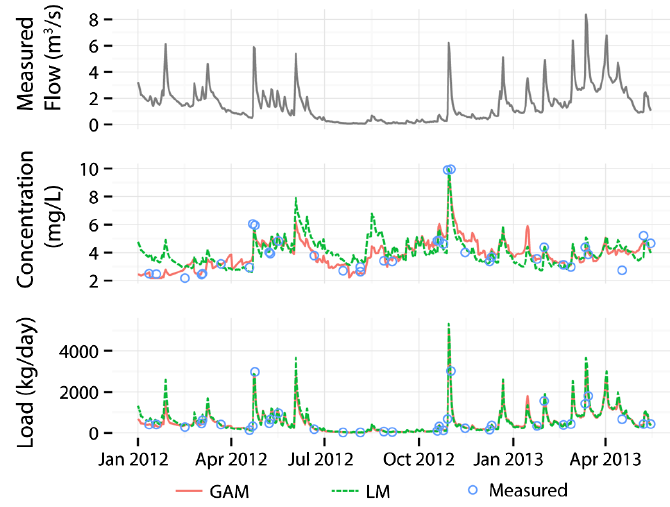 Measured
Flow (m³/s)
8
6
4
2
0
Concentration
(mg/L)
10
8
6
4
2
Load (kg/day)
4000
2000
0
Jan 2012 Apr 2012 Jul 2012 Oct 2012 Jan 2013 Apr 2013
GAM LM Measured